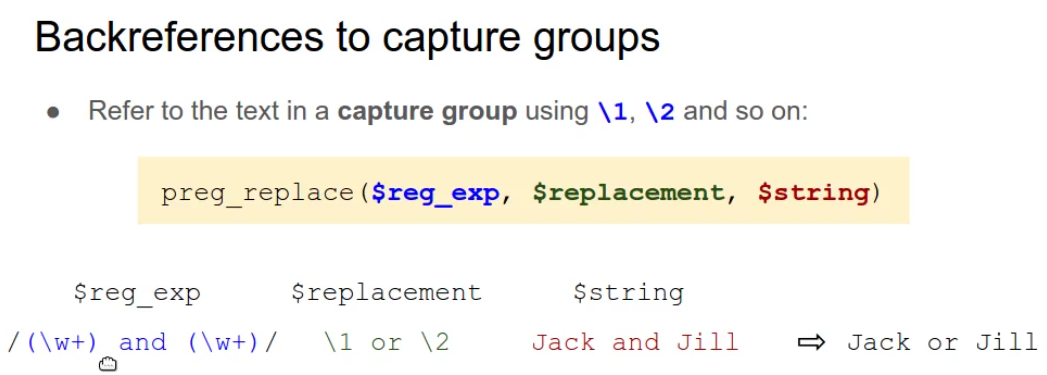 Backreferences to capture groups
● Refer to the text in a capture group using \1, \2 and so on:
preg_replace($reg_exp, $replacement, $string)
$reg_exp $replacement $string
/(\w+) and (\w+)/ \1 or \2 Jack and Jill ⇨ Jack or Jill